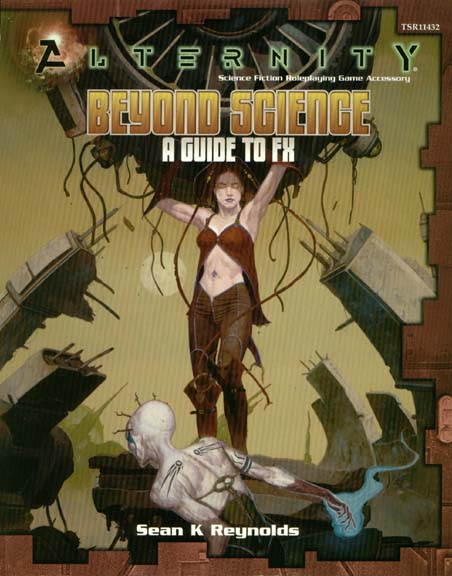 TSR11432
ALTERNITY®
Science Fiction Roleplaying Game Accessory
BEYOND SCIENCE
A GUIDE TO FX
Sean K Reynolds